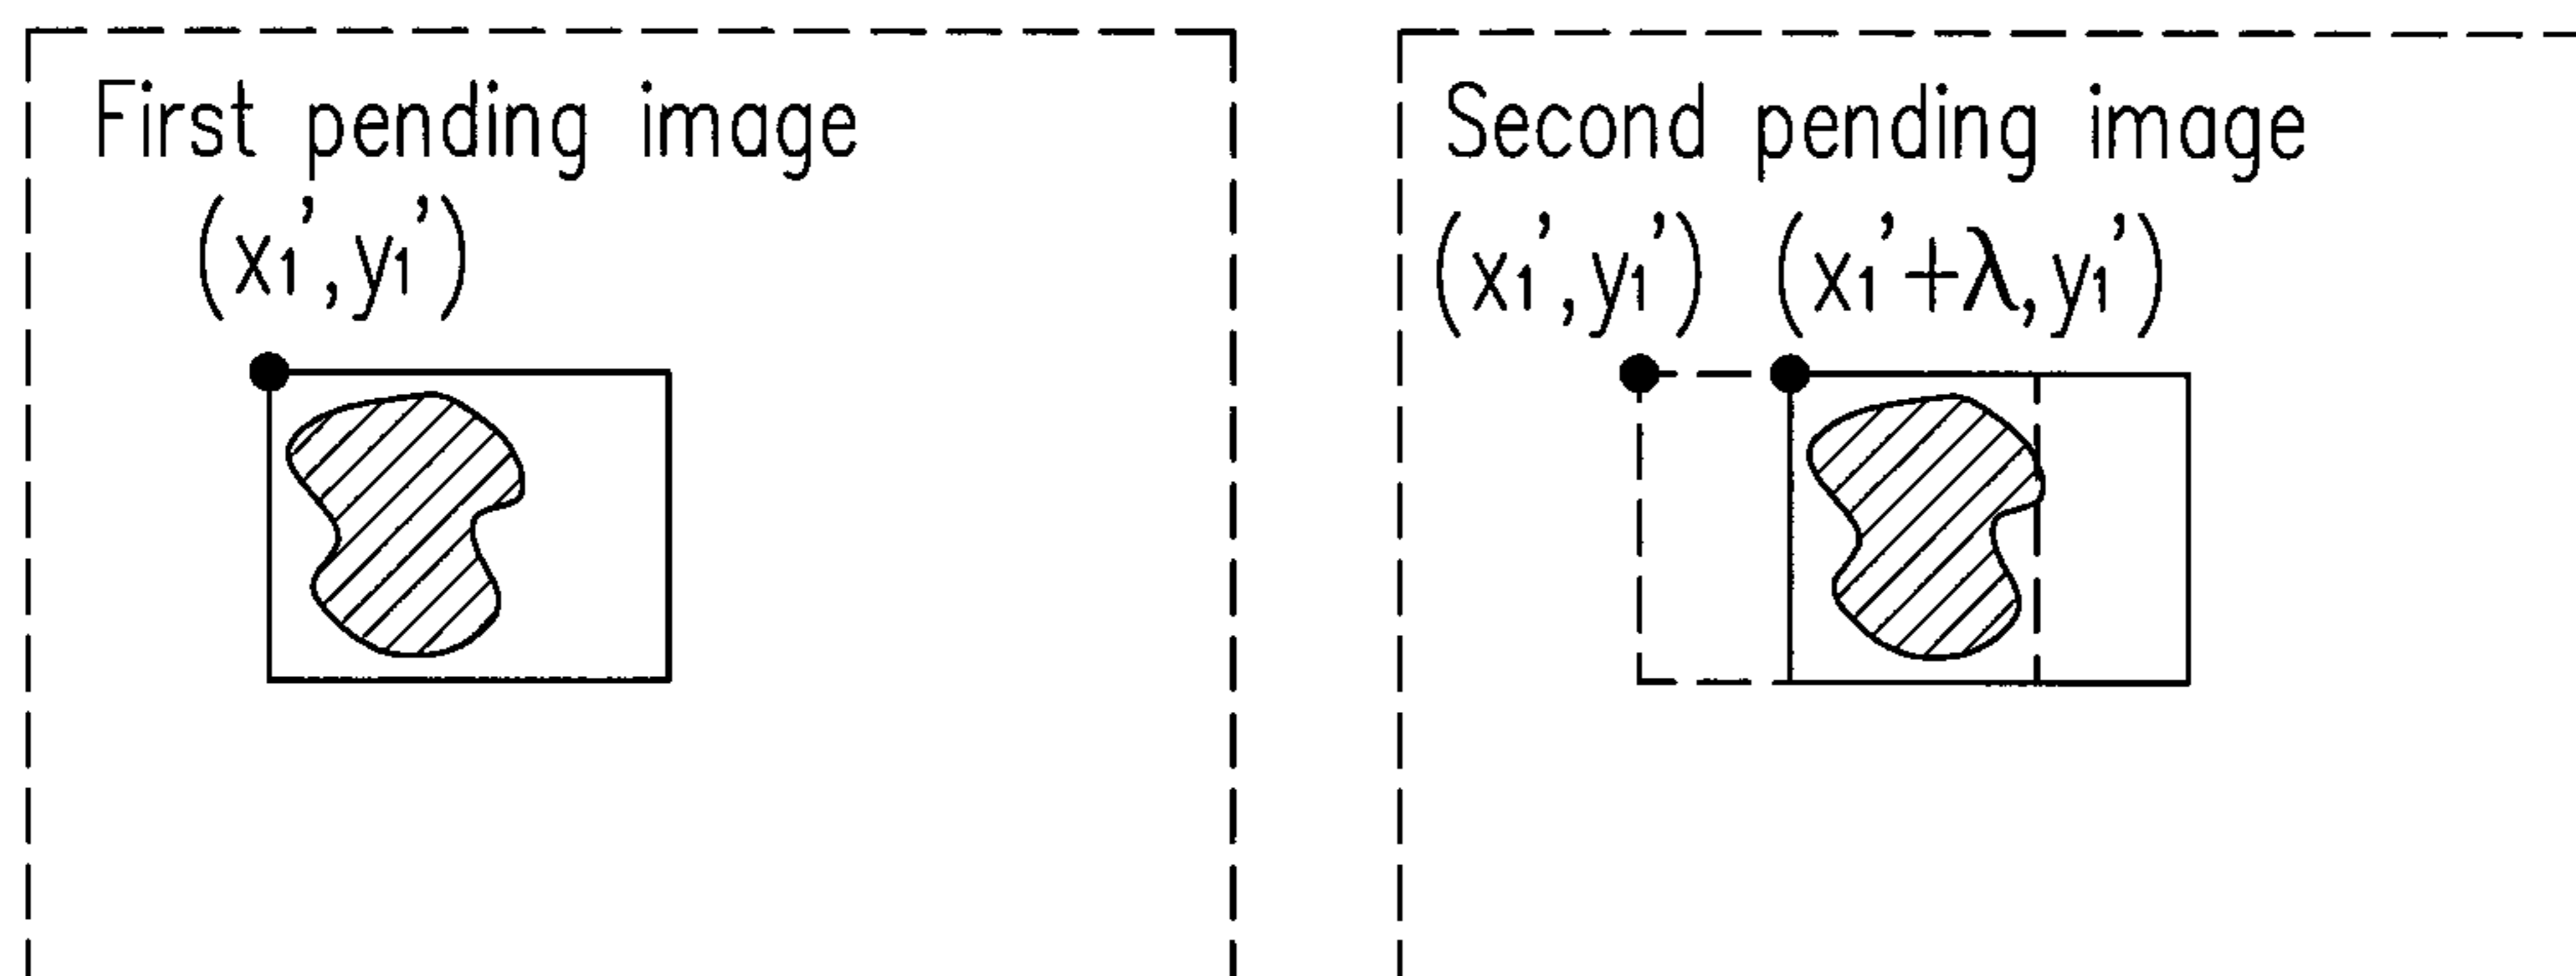 First pending image
(x1',y1')
Second pending image
(x1',y1') (x1'+λ,y1')